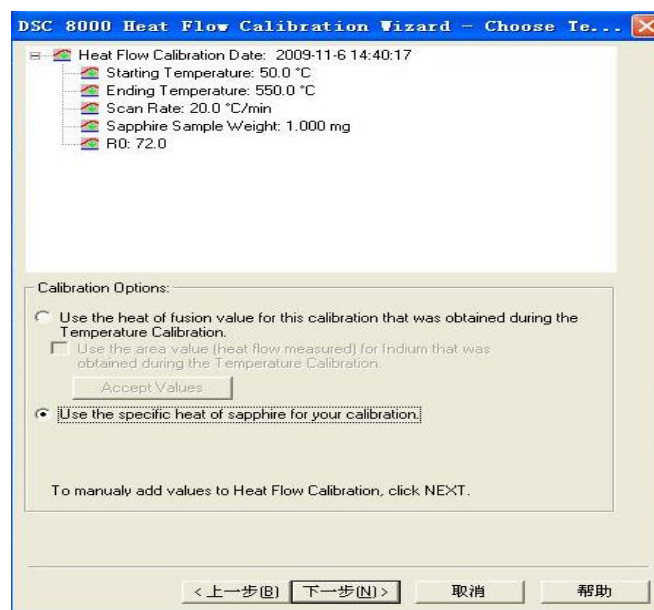 DSC 8000 Heat Flow Calibration Wizard - Choose Te...
Heat Flow Calibration Date: 2009-11-6 14:40:17
Starting Temperature: 50.0 °C
Ending Temperature: 550.0 °C
Scan Rate: 20.0 °C/min
Sapphire Sample Weight: 1.000 mg
R0: 72.0
Calibration Options:
Use the heat of fusion value for this calibration that was obtained during the
Temperature Calibration.
Use the area value (heat flow measured) for Indium that was
obtained during the Temperature Calibration.
Accept Values
Use the specific heat of sapphire for your calibration.
To manualy add values to Heat Flow Calibration, click NEXT.
<上一步(B) 下一步(N)> 取消 帮助